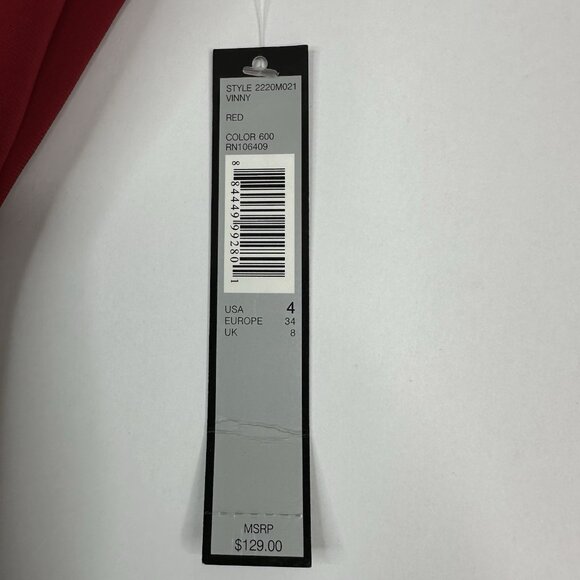 STYLE 2220M021
VINNY
RED
COLOR 600
RN106409
8 84449 99280 1
USA 4
EUROPE 34
UK 8
MSRP
$129.00